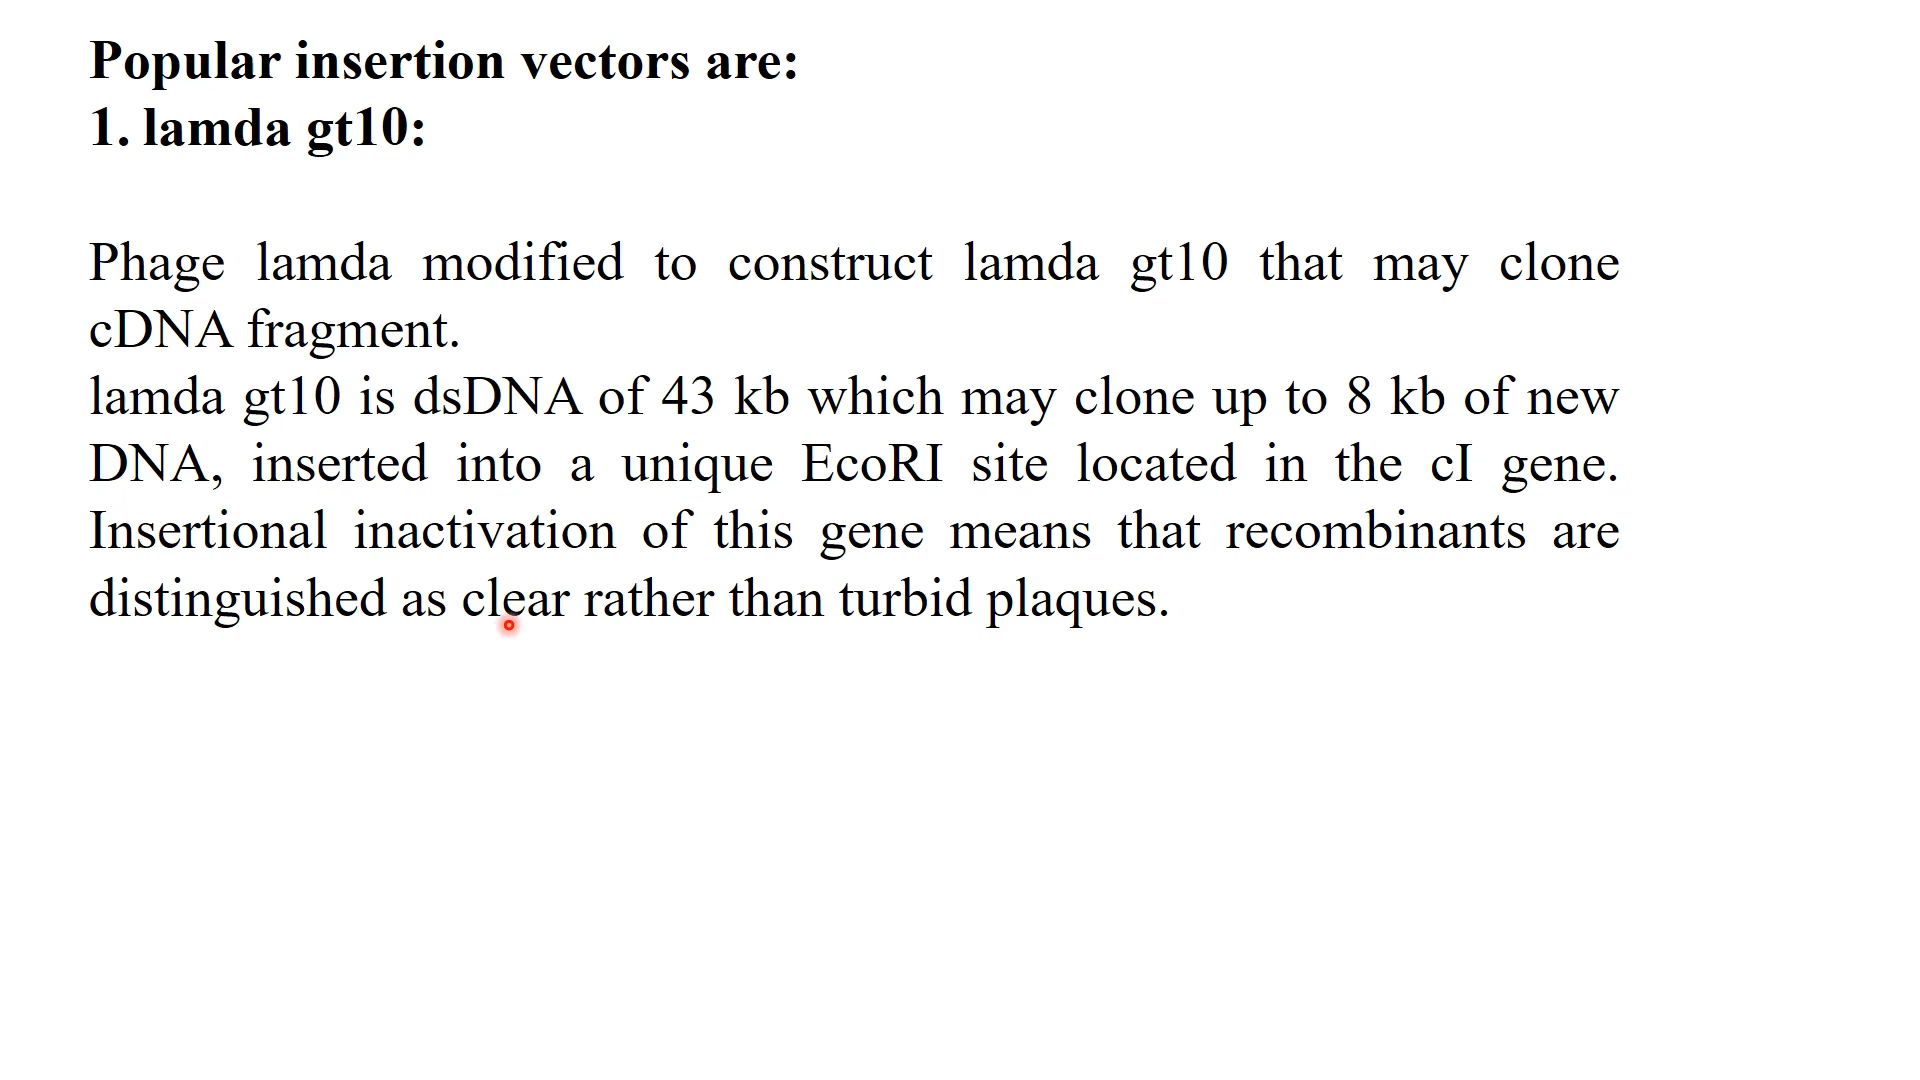 Popular insertion vectors are:
1. lamda gt10:
Phage lamda modified to construct lamda gt10 that may clone
cDNA fragment.
lamda gt10 is dsDNA of 43 kb which may clone up to 8 kb of new
DNA, inserted into a unique EcoRI site located in the cI gene.
Insertional inactivation of this gene means that recombinants are
distinguished as clear rather than turbid plaques.